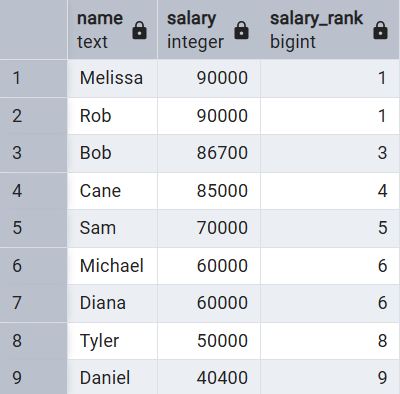 name salary salary_rank
text integer bigint
1 Melissa 90000 1
2 Rob 90000 1
3 Bob 86700 3
4 Cane 85000 4
5 Sam 70000 5
6 Michael 60000 6
7 Diana 60000 6
8 Tyler 50000 8
9 Daniel 40400 9